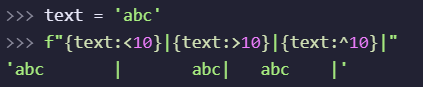 >>> text = 'abc'
>>> f"{text:<10}|{text:>10}|{text:^10}|"
'abc       |       abc|   abc    |'